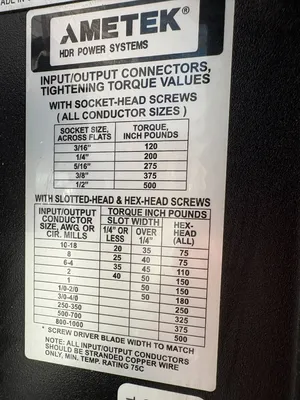 ADE IN
AMETEK®
HDR POWER SYSTEMS
INPUT/OUTPUT CONNECTORS,
TIGHTENING TORQUE VALUES
WITH SOCKET-HEAD SCREWS
(ALL CONDUCTOR SIZES)
SOCKET SIZE, ACROSS FLATS TORQUE, INCH POUNDS
3/16" 120
1/4" 200
5/16" 275
3/8" 375
1/2" 500
WITH SLOTTED-HEAD & HEX-HEAD SCREWS
INPUT/OUTPUT CONDUCTOR SIZE, AWG. OR CIR. MILLS
TORQUE INCH POUNDS
SLOT WIDTH HEX-HEAD (ALL)
1/4" OR LESS OVER 1/4"
10-18 20 35 75
8 25 40 75
6-4 35 45 110
2 40 50 150
1 50 150
1/0-2/0 50 180
3/0-4/0 50 250
250-350 325
500-700 375
800-1000 500
* SCREW DRIVER BLADE WIDTH TO MATCH
NOTE: ALL INPUT/OUTPUT CONDUCTORS
SHOULD BE STRANDED COPPER WIRE
ONLY, MIN. TEMP. RATING 75C